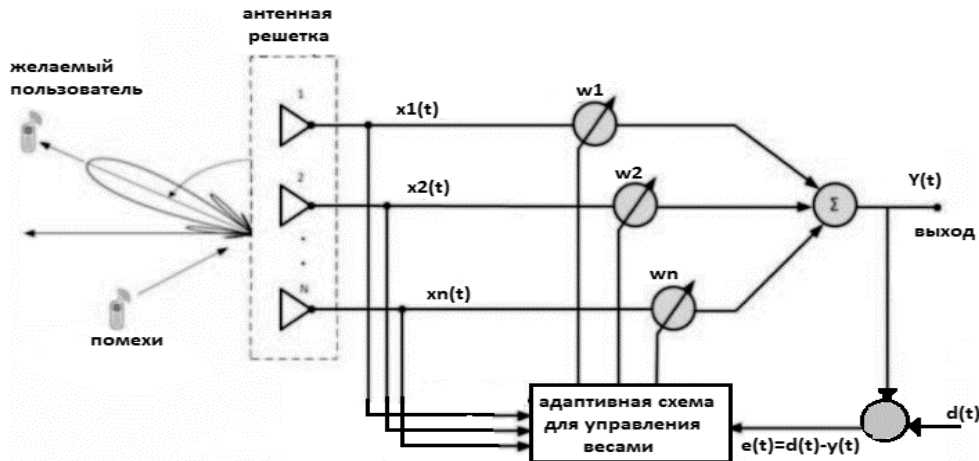 антенная
решетка
желаемый
пользователь
1
x1(t)
w1
2
x2(t)
w2
Σ
Y(t)
выход
N
xn(t)
wn
помехи
адаптивная схема
для управления
весами
e(t)=d(t)-y(t)
d(t)